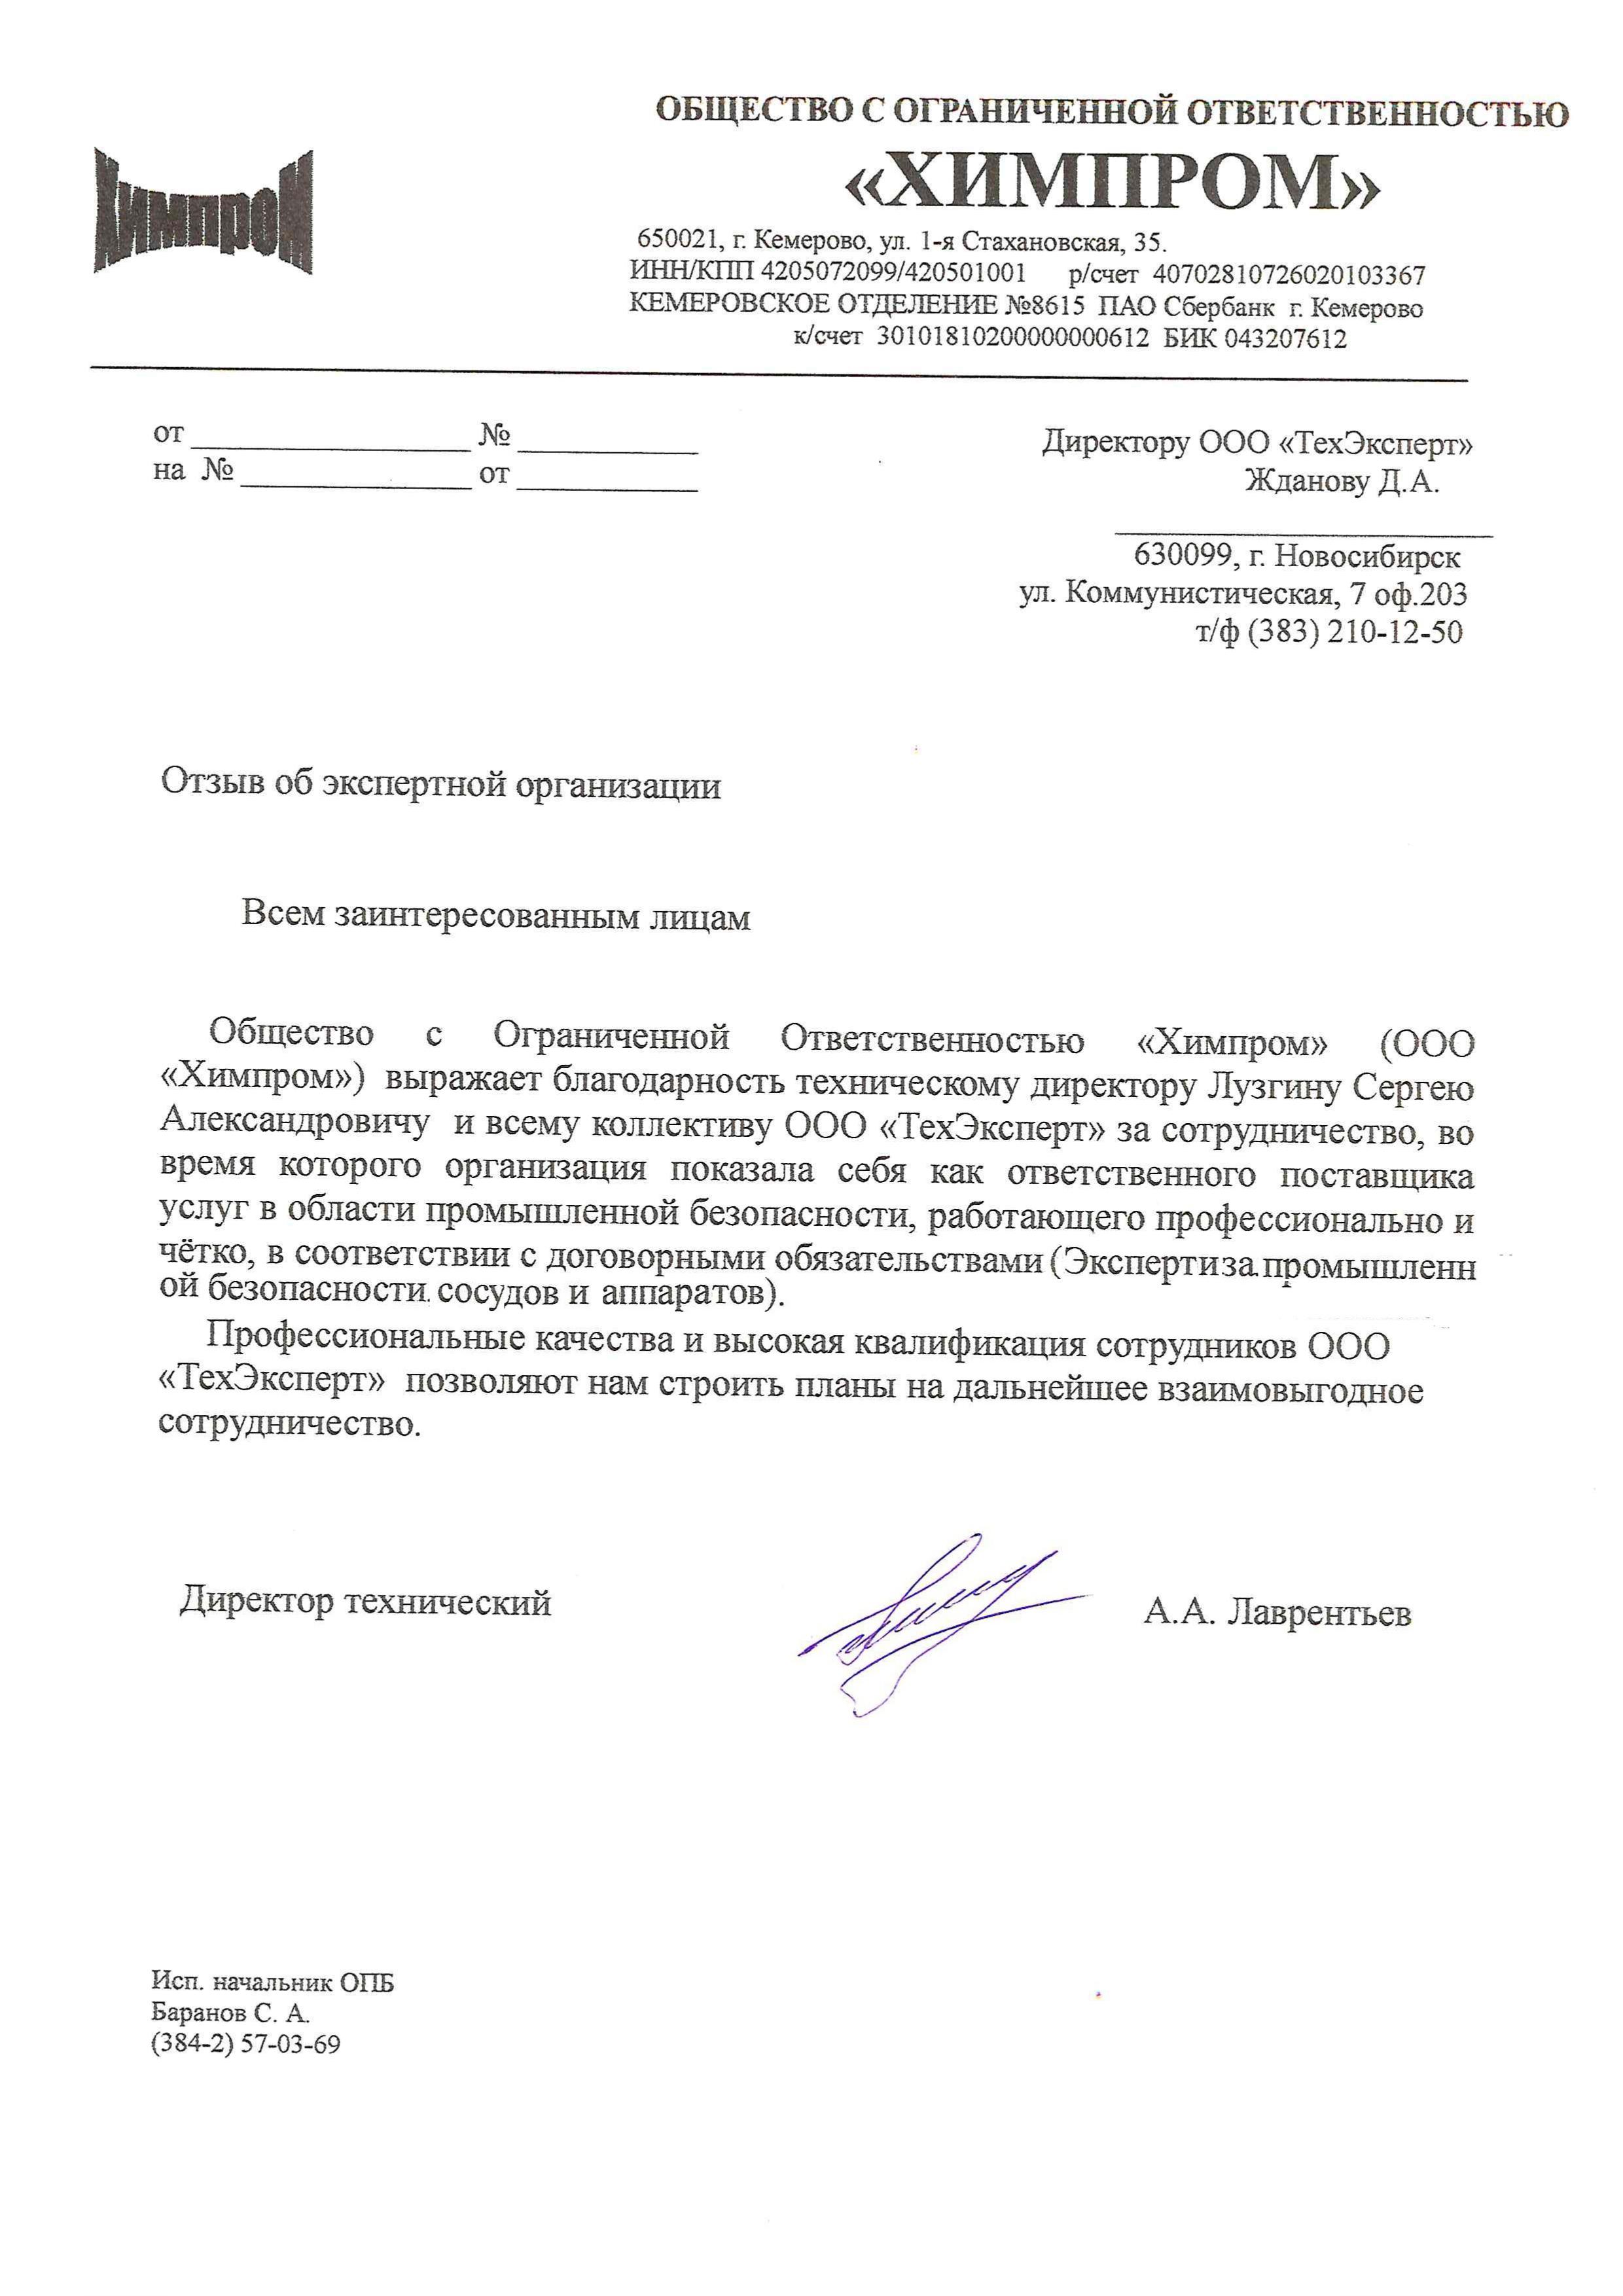 Химпром
ОБЩЕСТВО С ОГРАНИЧЕННОЙ ОТВЕТСТВЕННОСТЬЮ
«ХИМПРОМ»
650021, г. Кемерово, ул. 1-я Стахановская, 35.
ИНН/КПП 4205072099/420501001 р/счет 40702810726020103367
КЕМЕРОВСКОЕ ОТДЕЛЕНИЕ №8615 ПАО Сбербанк г. Кемерово
к/счет 30101810200000000612 БИК 043207612
от ____________ № ____________
на № ____________ от ____________
Директору ООО «ТехЭксперт»
Жданову Д.А.
630099, г. Новосибирск
ул. Коммунистическая, 7 оф.203
т/ф (383) 210-12-50
Отзыв об экспертной организации
Всем заинтересованным лицам
Общество с Ограниченной Ответственностью «Химпром» (ООО
«Химпром») выражает благодарность техническому директору Лузгину Сергею
Александровичу и всему коллективу ООО «ТехЭксперт» за сотрудничество, во
время которого организация показала себя как ответственного поставщика
услуг в области промышленной безопасности, работающего профессионально и
чётко, в соответствии с договорными обязательствами (Экспертиза промышленн
ой безопасности сосудов и аппаратов).
Профессиональные качества и высокая квалификация сотрудников ООО
«ТехЭксперт» позволяют нам строить планы на дальнейшее взаимовыгодное
сотрудничество.
Директор технический А.А. Лаврентьев
Исп. начальник ОПБ
Баранов С. А.
(384-2) 57-03-69